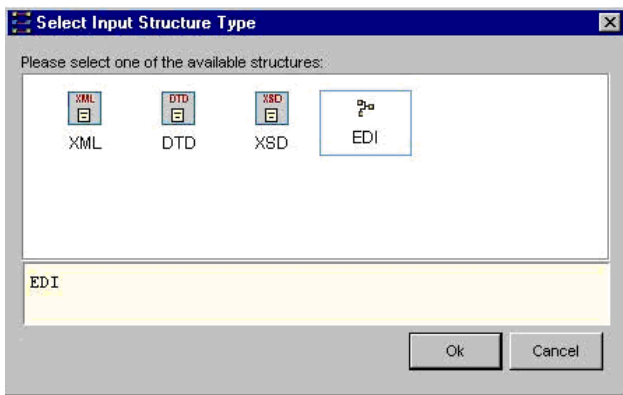 Select Input Structure Type
Please select one of the available structures:
XML DTD XSD
XML DTD XSD EDI
EDI
Ok Cancel